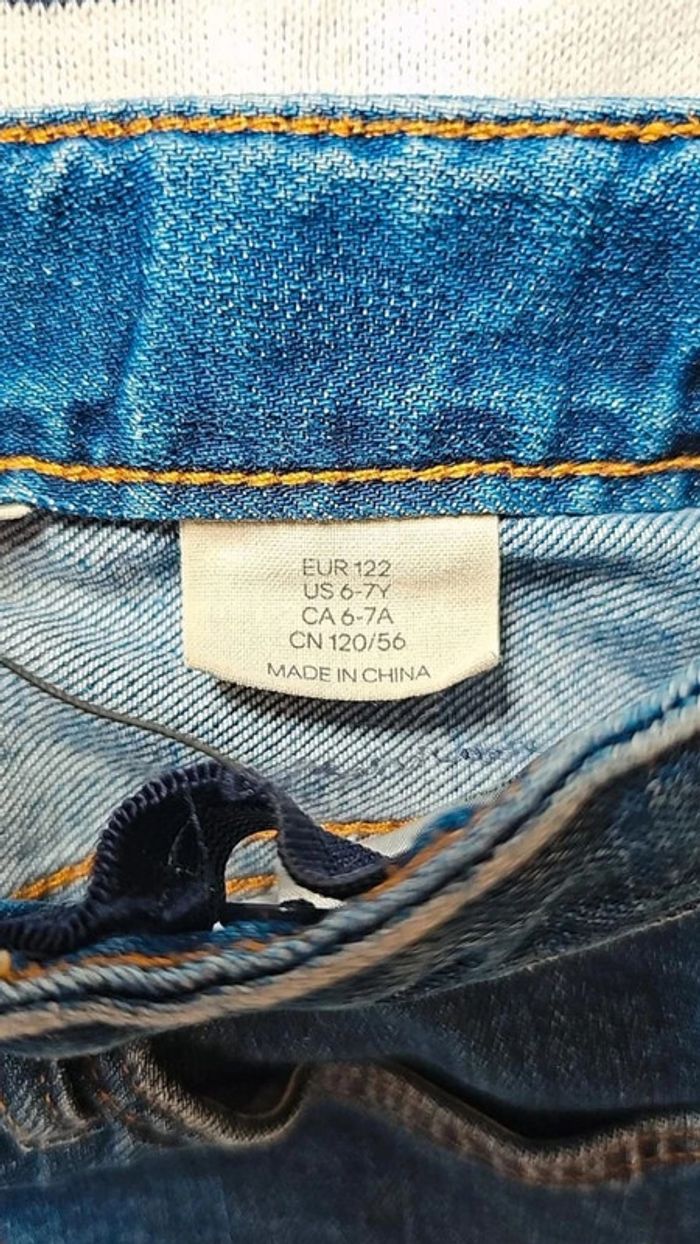 EUR 122
US 6-7Y
CA 6-7A
CN 120/56
MADE IN CHINA